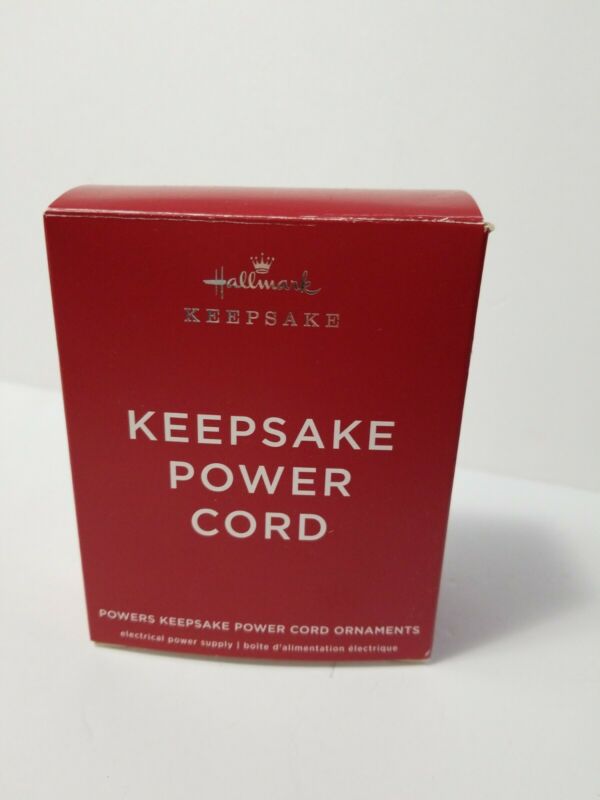 Hallmark
KEEPSAKE
KEEPSAKE
POWER
CORD
POWERS KEEPSAKE POWER CORD ORNAMENTS
electrical power supply | boîte d'alimentation électrique